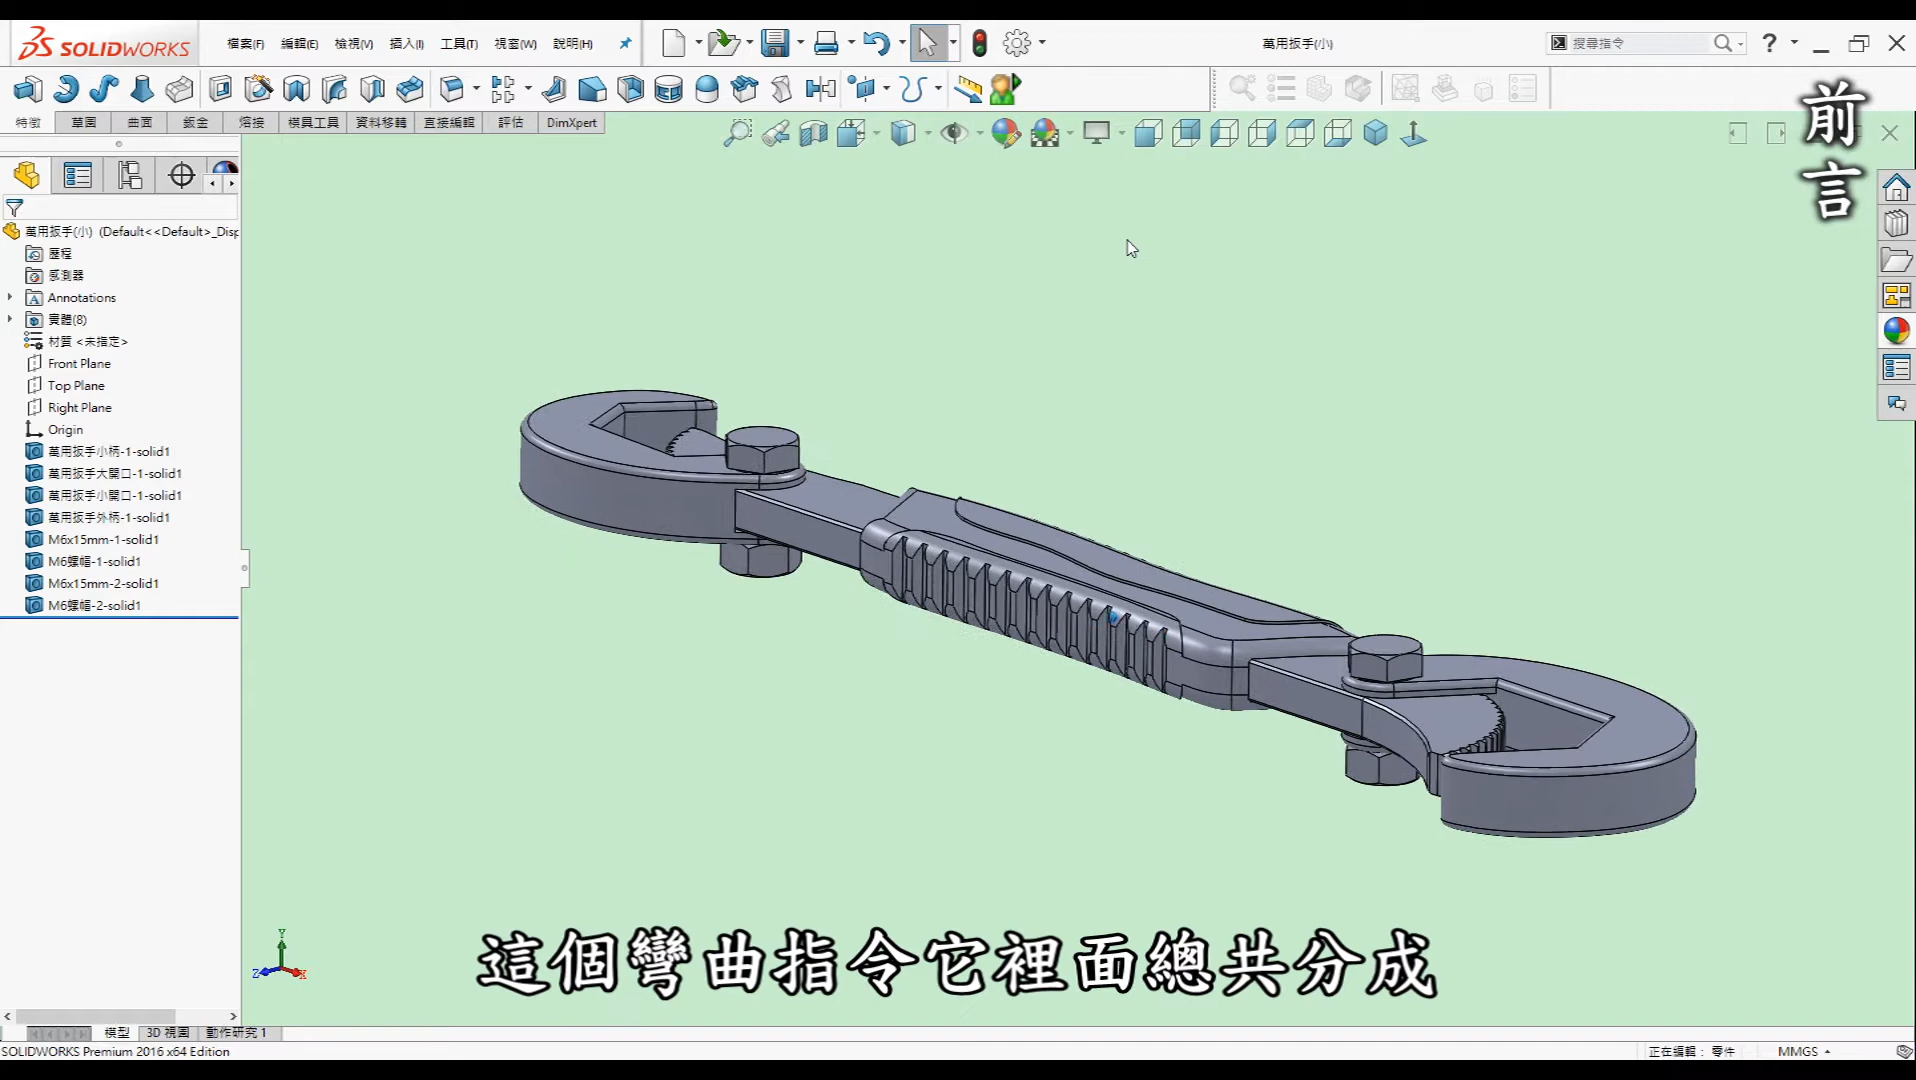 SOLIDWORKS
檔案(F) 編輯(E) 檢視(V) 插入(I) 工具(T) 視窗(W) 說明(H)
萬用扳手(小)
搜尋指令
?
特徵 草圖 曲面 鈑金 熔接 模具工具 資料移轉 直接編輯 評估 DimXpert
前言
萬用扳手(小) (Default<<Default>_Disp
歷程
感測器
Annotations
實體(8)
材質 <未指定>
Front Plane
Top Plane
Right Plane
Origin
萬用扳手小柄-1-solid1
萬用扳手大開口-1-solid1
萬用扳手小開口-1-solid1
萬用扳手外柄-1-solid1
M6x15mm-1-solid1
M6螺帽-1-solid1
M6x15mm-2-solid1
M6螺帽-2-solid1
Y
Z X
這個彎曲指令它裡面總共分成
模型 3D 視圖 動作研究 1
SOLIDWORKS Premium 2016 x64 Edition
正在編輯： 零件
MMGS